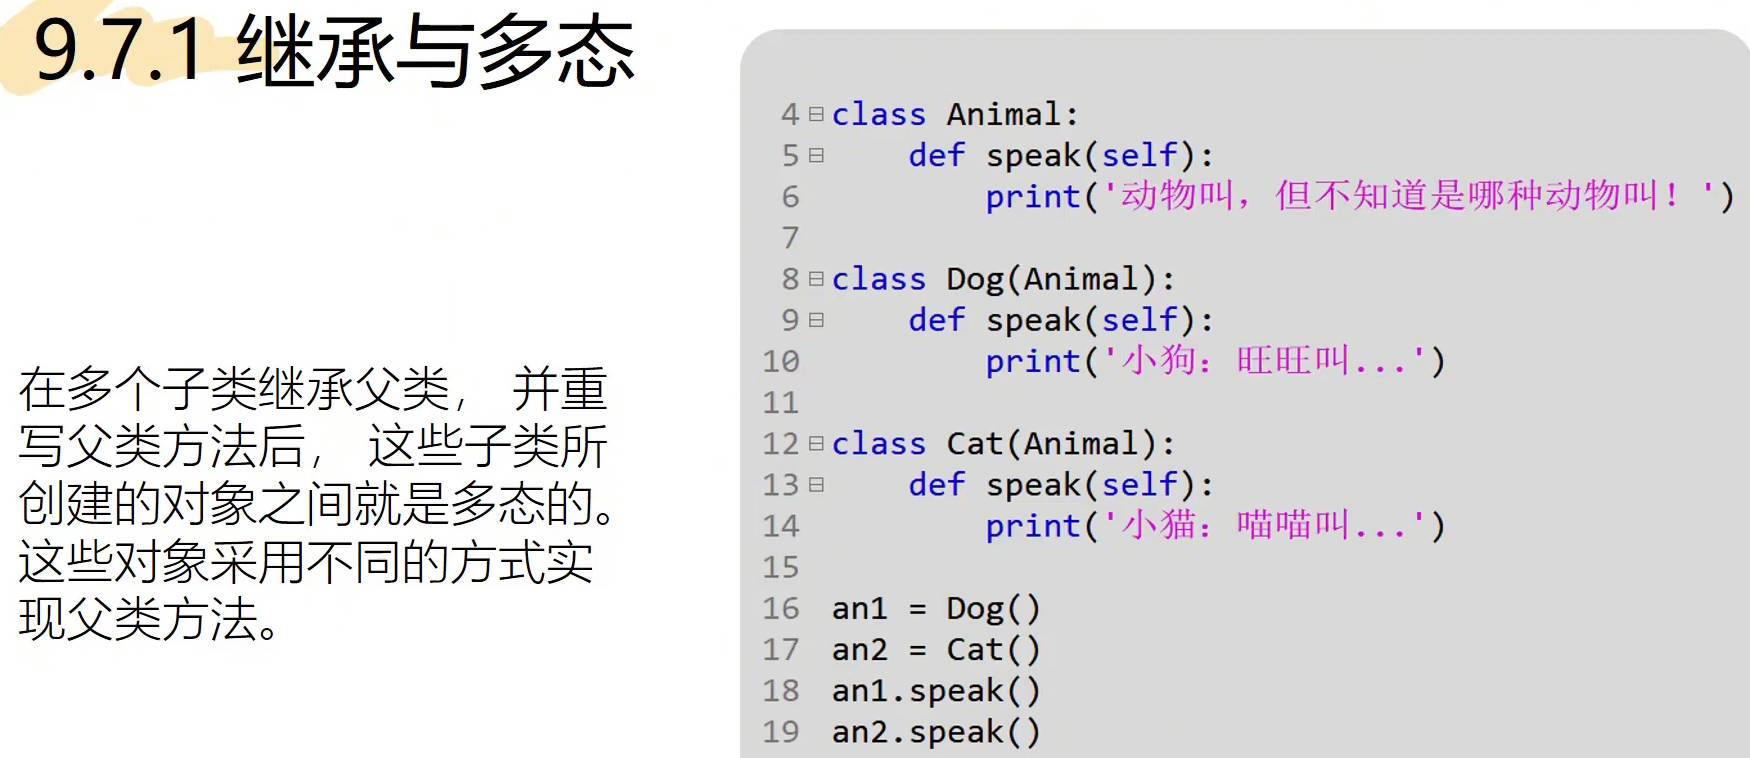 9.7.1 继承与多态
在多个子类继承父类， 并重
写父类方法后， 这些子类所
创建的对象之间就是多态的。
这些对象采用不同的方式实
现父类方法。
4 class Animal:
5     def speak(self):
6         print('动物叫，但不知道是哪种动物叫！')
7
8 class Dog(Animal):
9     def speak(self):
10         print('小狗：旺旺叫...')
11
12 class Cat(Animal):
13     def speak(self):
14         print('小猫：喵喵叫...')
15
16 an1 = Dog()
17 an2 = Cat()
18 an1.speak()
19 an2.speak()